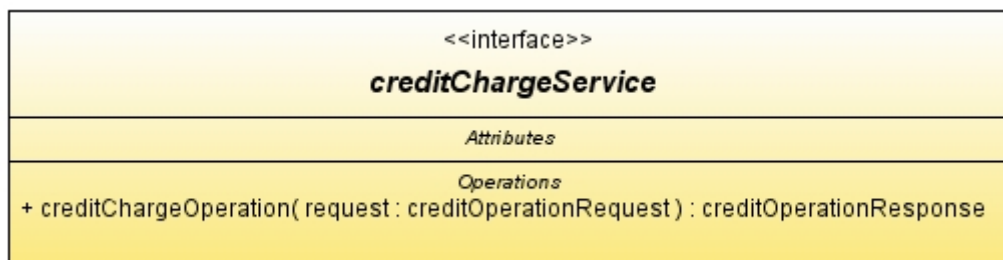 <<interface>>
creditChargeService
Attributes
Operations
+ creditChargeOperation( request : creditOperationRequest ) : creditOperationResponse